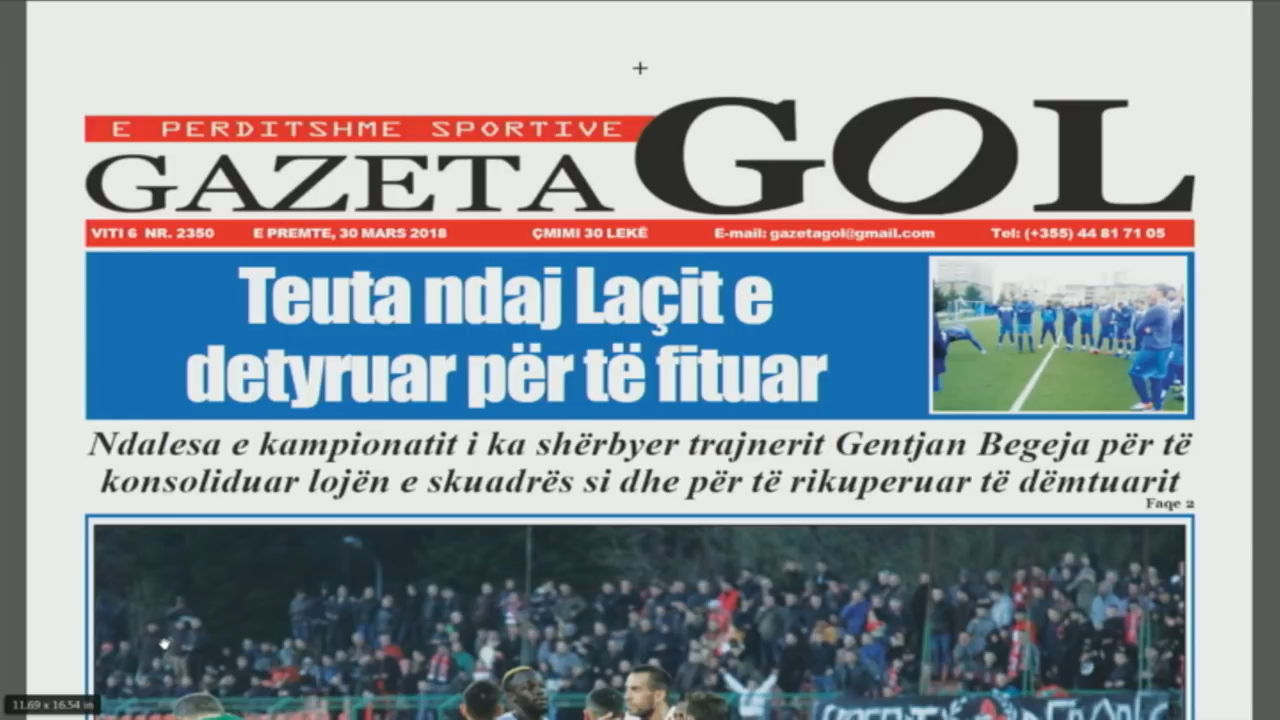 E PERDITSHME SPORTIVE
GAZETA GOL
VITI 6 NR. 2350 E PREMTE, 30 MARS 2018 ÇMIMI 30 LEKË E-mail: gazetagol@gmail.com Tel: (+355) 44 81 71 05
Teuta ndaj Laçit e
detyruar për të fituar
Ndalesa e kampionatit i ka shërbyer trajnerit Gentjan Begeja për të
konsoliduar lojën e skuadrës si dhe për të rikuperuar të dëmtuarit
Faqe 2
11.69 x 16.54 in